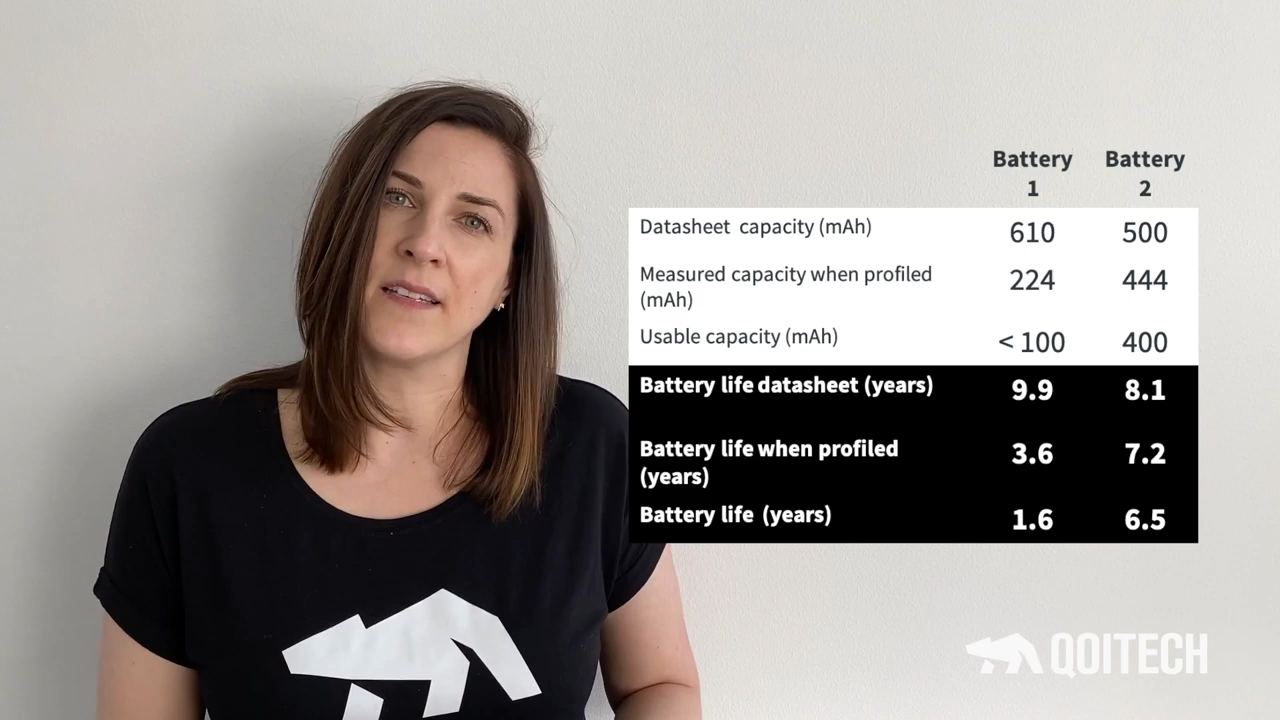 Battery Battery
1 2
Datasheet capacity (mAh) 610 500
Measured capacity when profiled
(mAh) 224 444
Usable capacity (mAh) < 100 400
Battery life datasheet (years) 9.9 8.1
Battery life when profiled
(years) 3.6 7.2
Battery life (years) 1.6 6.5
QOITECH